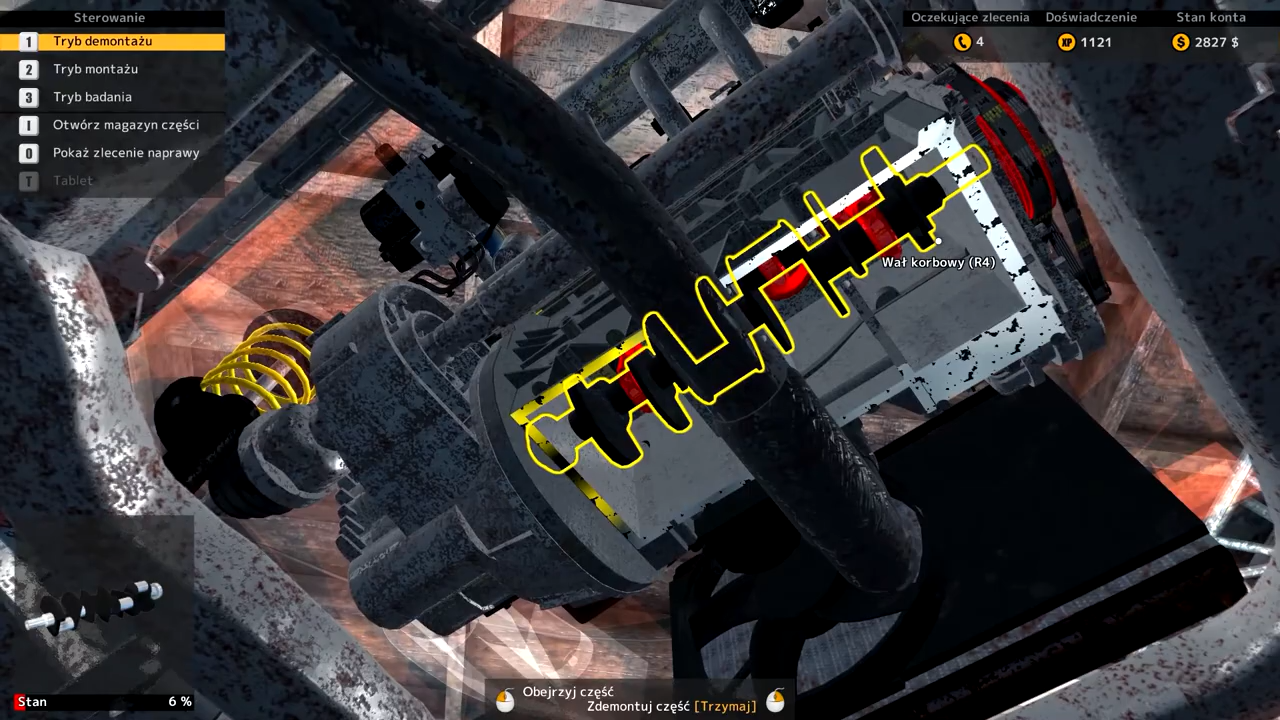 Sterowanie
1 Tryb demontażu
2 Tryb montażu
3 Tryb badania
I Otwórz magazyn części
O Pokaż zlecenie naprawy
T Tablet
Oczekujące zlecenia Doświadczenie Stan konta
4 XP 1121 $ 2827 $
Wał korbowy (R4)
Stan 6 %
Obejrzyj część
Zdemontuj część [Trzymaj]